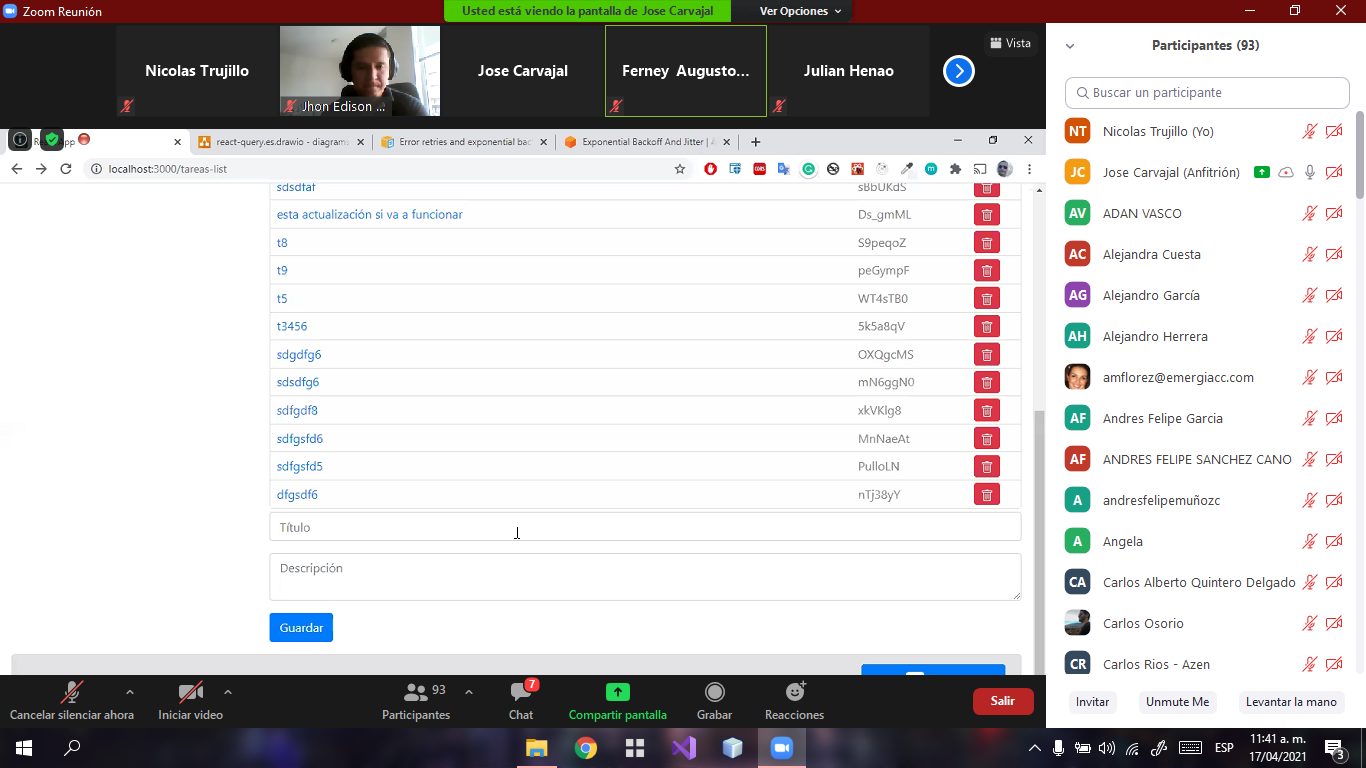 Zoom Reunión
Usted está viendo la pantalla de Jose Carvajal
Ver Opciones
Nicolas Trujillo
Jhon Edison ...
Jose Carvajal
Ferney Augusto...
Julian Henao
Vista
react-query.es.drawio - diagram
Error retries and exponential bac
Exponential Backoff And Jitter |
localhost:3000/tareas-list
sdsdfaf sBbUKdS
esta actualización si va a funcionar Ds_gmML
t8 S9peqoZ
t9 peGympF
t5 WT4sTB0
t3456 5k5a8qV
sdgdfg6 OXQgcMS
sdsdfg6 mN6ggN0
sdfgdf8 xkVKlg8
sdfgsfd6 MnNaeAt
sdfgsfd5 PulloLN
dfgsdf6 nTj38yY
Título
Descripción
Guardar
Participantes (93)
Buscar un participante
NT Nicolas Trujillo (Yo)
JC Jose Carvajal (Anfitrión)
AV ADAN VASCO
AC Alejandra Cuesta
AG Alejandro García
AH Alejandro Herrera
amflorez@emergiacc.com
AF Andres Felipe Garcia
AF ANDRES FELIPE SANCHEZ CANO
A andresfelipemuñozc
A Angela
CA Carlos Alberto Quintero Delgado
Carlos Osorio
CR Carlos Rios - Azen
Invitar
Unmute Me
Levantar la mano
Cancelar silenciar ahora
Iniciar video
93
Participantes
7
Chat
Compartir pantalla
Grabar
Reacciones
Salir
ESP
11:41 a. m.
17/04/2021
3